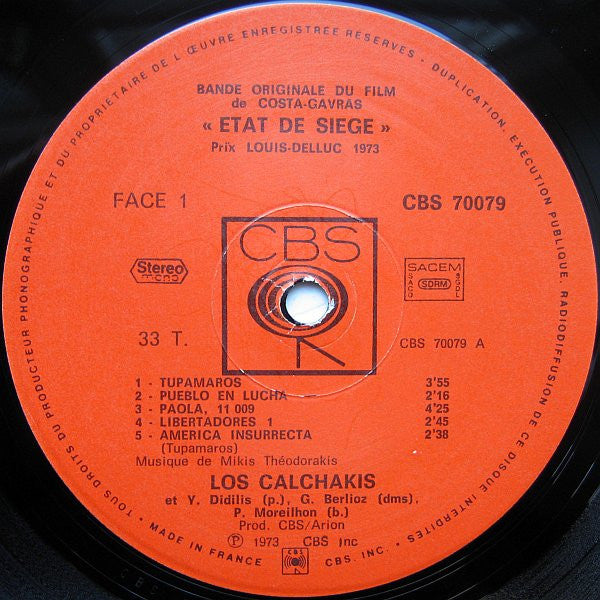 TOUS DROITS DU PRODUCTEUR PHONOGRAPHIQUE ET DU PROPRIETAIRE DE L'ŒUVRE ENREGISTREE RESERVES - DUPLICATION, EXECUTION PUBLIQUE, RADIODIFFUSION DE CE DISQUE INTERDITES •
BANDE ORIGINALE DU FILM
de COSTA-GAVRAS
« ETAT DE SIEGE »
Prix LOUIS-DELLUC 1973
FACE 1
CBS 70079
CBS
Stereo
mono
SACEM
SACD
SDRM
SGDL
33 T.
CBS 70079 A
1 - TUPAMAROS 3'55
2 - PUEBLO EN LUCHA — 2'16
3 - PAOLA, 11 009 4'25
4 - LIBERTADORES 1 2'45
5 - AMERICA INSURRECTA 2'38
(Tupamaros)
Musique de Mikis Théodorakis
LOS CALCHAKIS
et Y. Didilis (p.), G. Berlioz (dms),
P. Moreilhon (b.)
Prod. CBS/Arion
℗ 1973 CBS Inc
CBS
• MADE IN FRANCE
CBS. INC. •